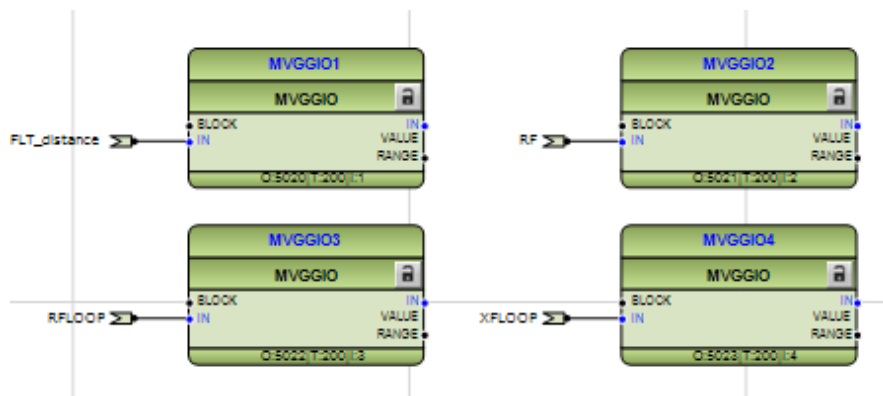 MVGGIO1
MVGGIO
BLOCK IN
FLT_distance IN VALUE
RANGE
O:5020|T:200|I:1
MVGGIO2
MVGGIO
BLOCK IN
RF IN VALUE
RANGE
O:5021|T:200|I:2
MVGGIO3
MVGGIO
BLOCK IN
RFLOOP IN VALUE
RANGE
O:5022|T:200|I:3
MVGGIO4
MVGGIO
BLOCK IN
XFLOOP IN VALUE
RANGE
O:5023|T:200|I:4